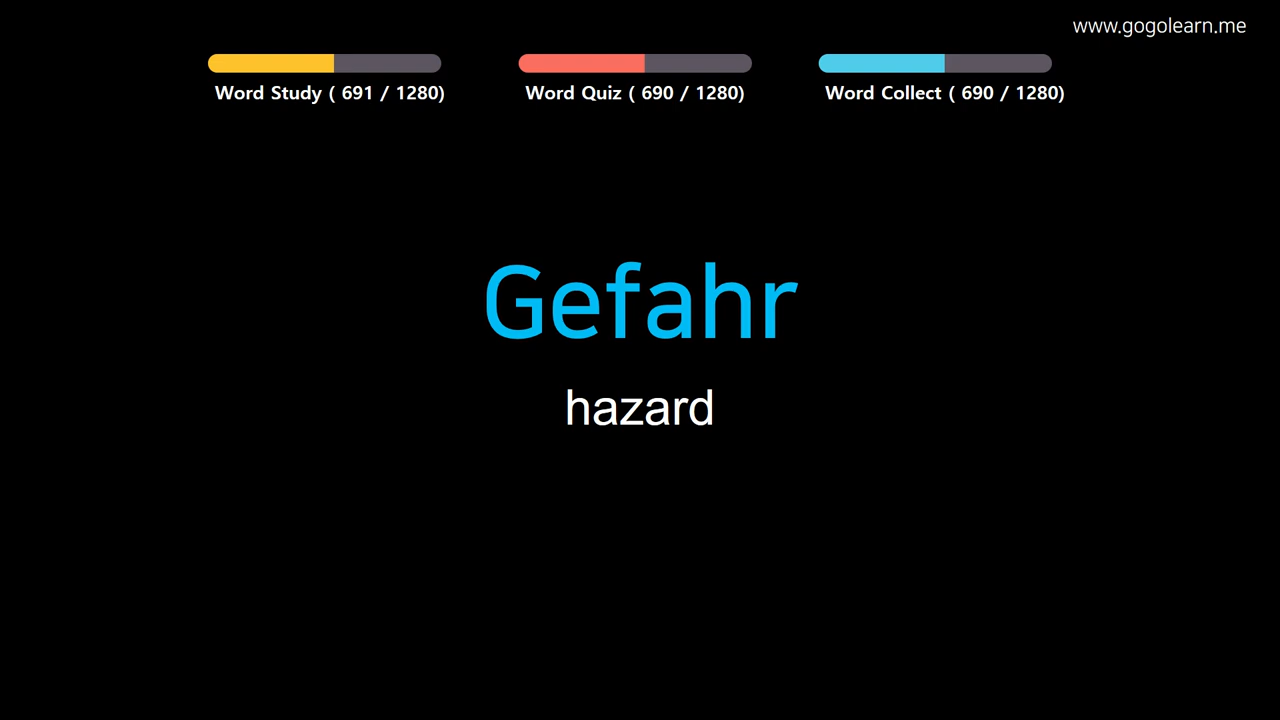 www.gogolearn.me
Word Study ( 691 / 1280)
Word Quiz ( 690 / 1280)
Word Collect ( 690 / 1280)
Gefahr
hazard